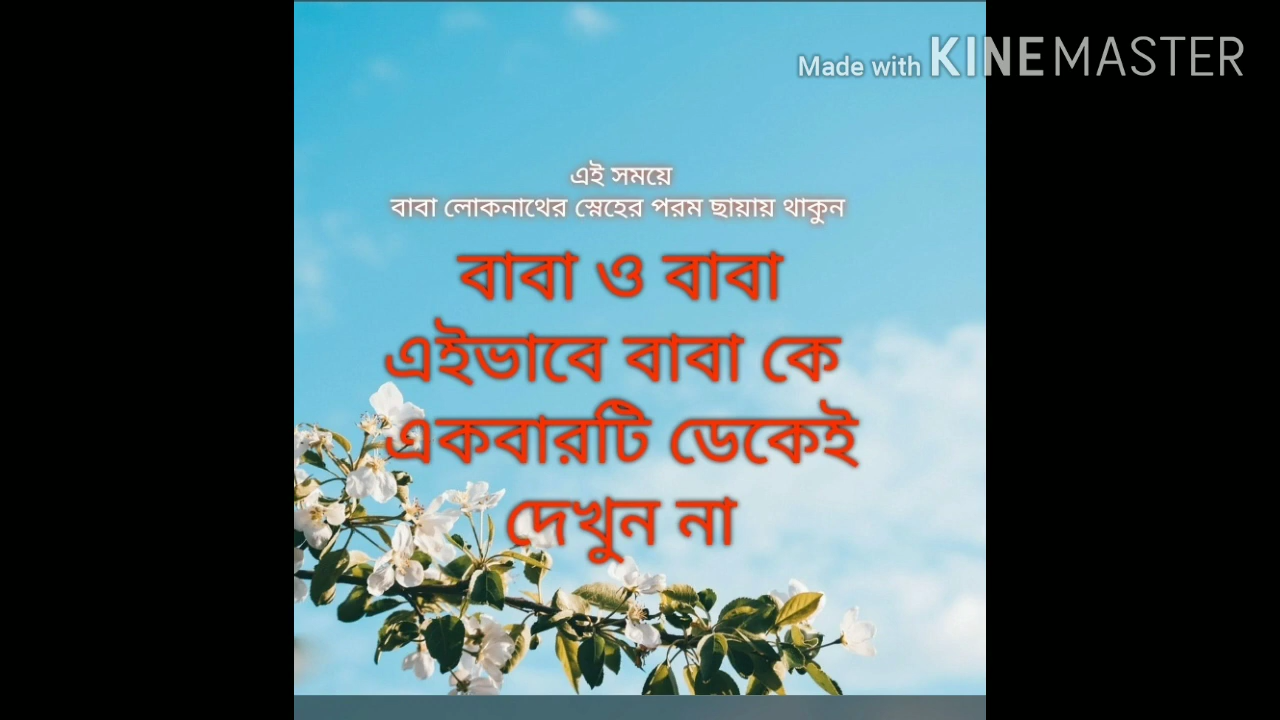 Made with KINEMASTER
এই সময়ে
বাবা লোকনাথের স্নেহের পরম ছায়ায় থাকুন
বাবা ও বাবা
এইভাবে বাবা কে
একবারটি ডেকেই
দেখুন না